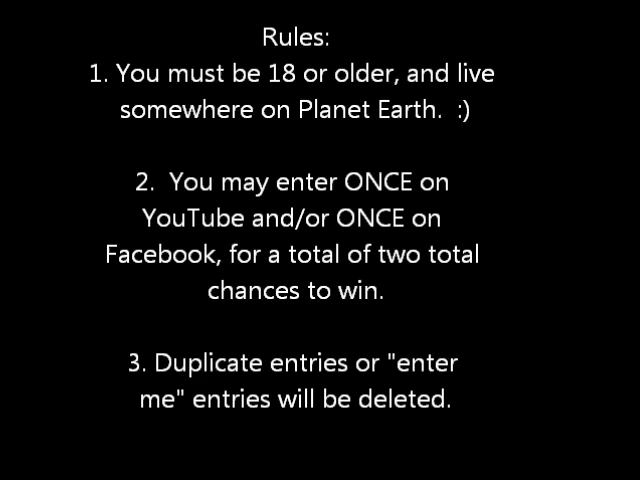 Rules:
1. You must be 18 or older, and live
somewhere on Planet Earth.  :)
2.  You may enter ONCE on
YouTube and/or ONCE on
Facebook, for a total of two total
chances to win.
3. Duplicate entries or "enter
me" entries will be deleted.